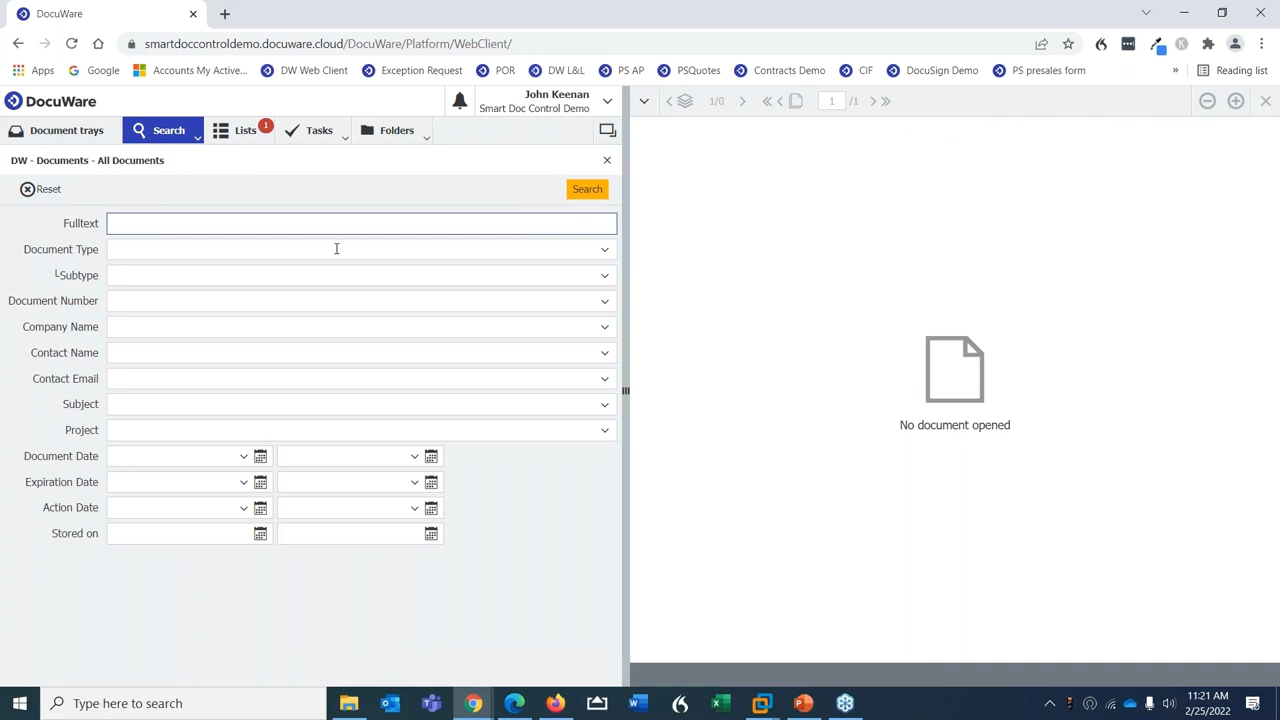 DocuWare
smartdoccontroldemo.docuware.cloud/DocuWare/Platform/WebClient/
Apps
Google
Accounts My Active...
DW Web Client
Exception Request
POR
DW L&L
PS AP
PSQuotes
Contracts Demo
CIF
DocuSign Demo
PS presales form
»
Reading list
DocuWare
John Keenan
Smart Doc Control Demo
1/0
1
/1
Document trays
Search
Lists
1
Tasks
Folders
DW - Documents - All Documents
Reset
Search
Fulltext
Document Type
└Subtype
Document Number
Company Name
Contact Name
Contact Email
Subject
Project
Document Date
Expiration Date
Action Date
Stored on
No document opened
Type here to search
11:21 AM
2/25/2022